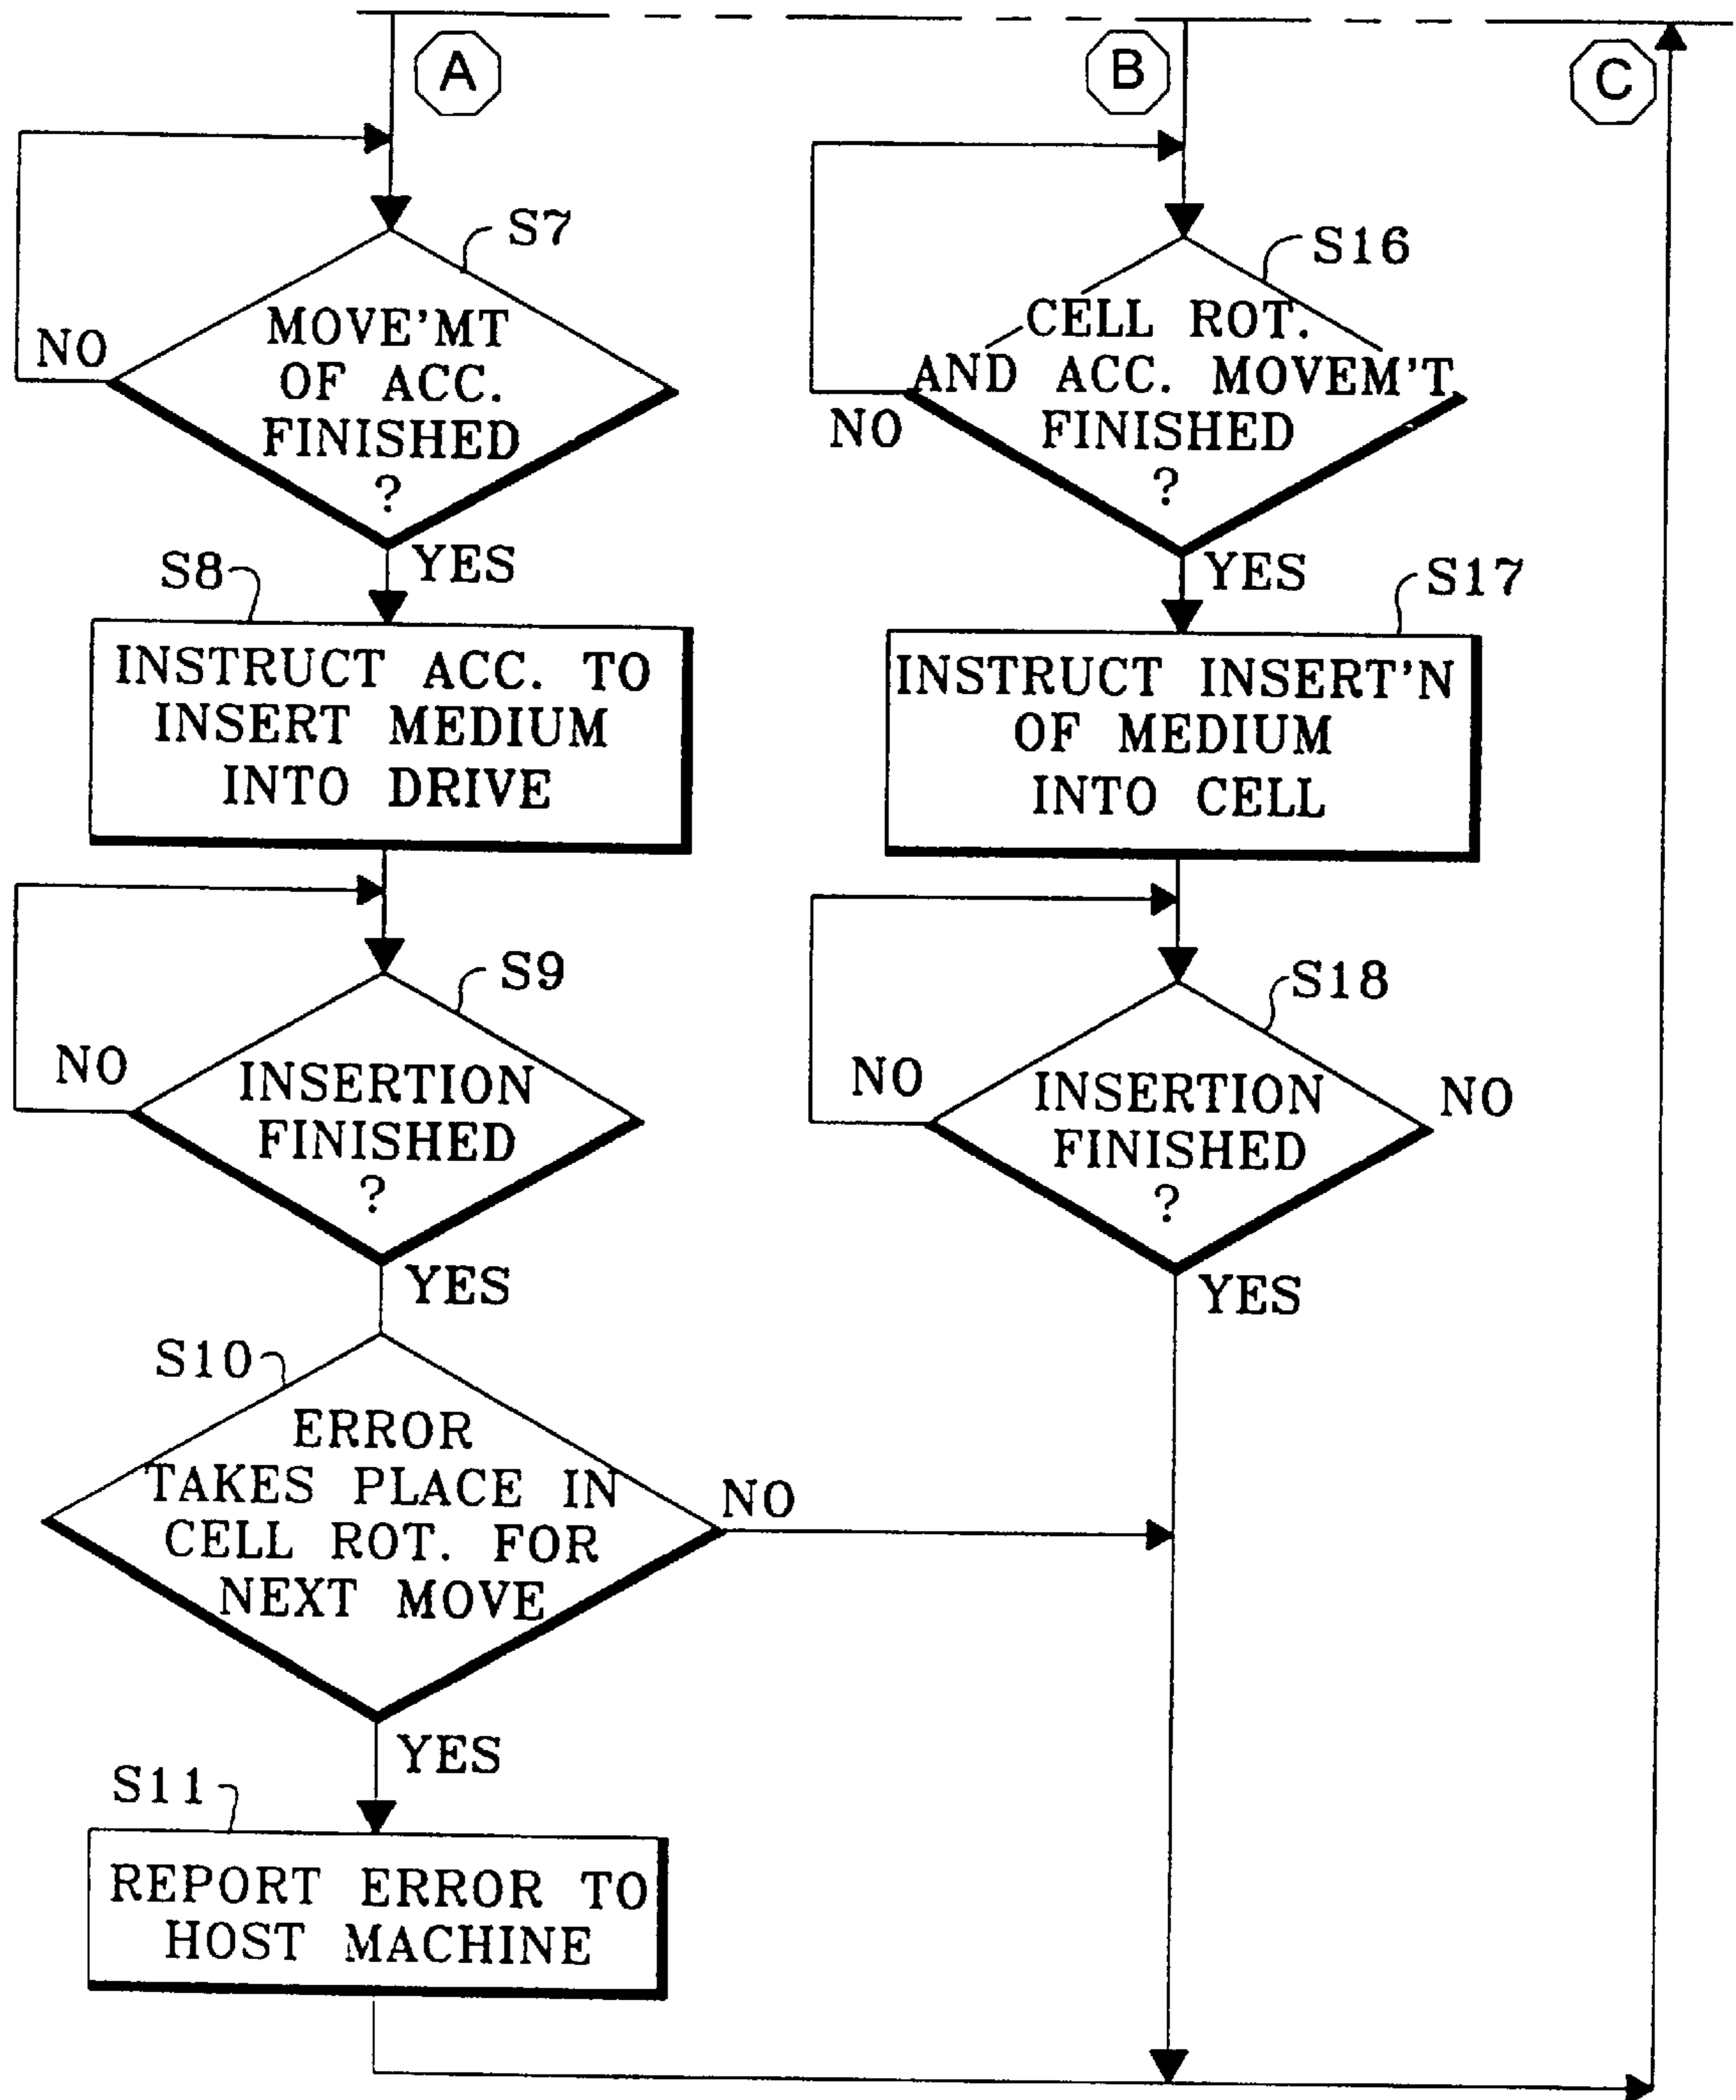 A
B
C
S7
MOVE'MT
OF ACC.
FINISHED
?
NO
YES
S8
INSTRUCT ACC. TO
INSERT MEDIUM
INTO DRIVE
S9
NO
INSERTION
FINISHED
?
YES
S10
ERROR
TAKES PLACE IN
CELL ROT. FOR
NEXT MOVE
NO
YES
S11
REPORT ERROR TO
HOST MACHINE
S16
CELL ROT.
AND ACC. MOVEM'T
FINISHED
?
NO
YES
S17
INSTRUCT INSERT'N
OF MEDIUM
INTO CELL
S18
NO
INSERTION
FINISHED
?
NO
YES